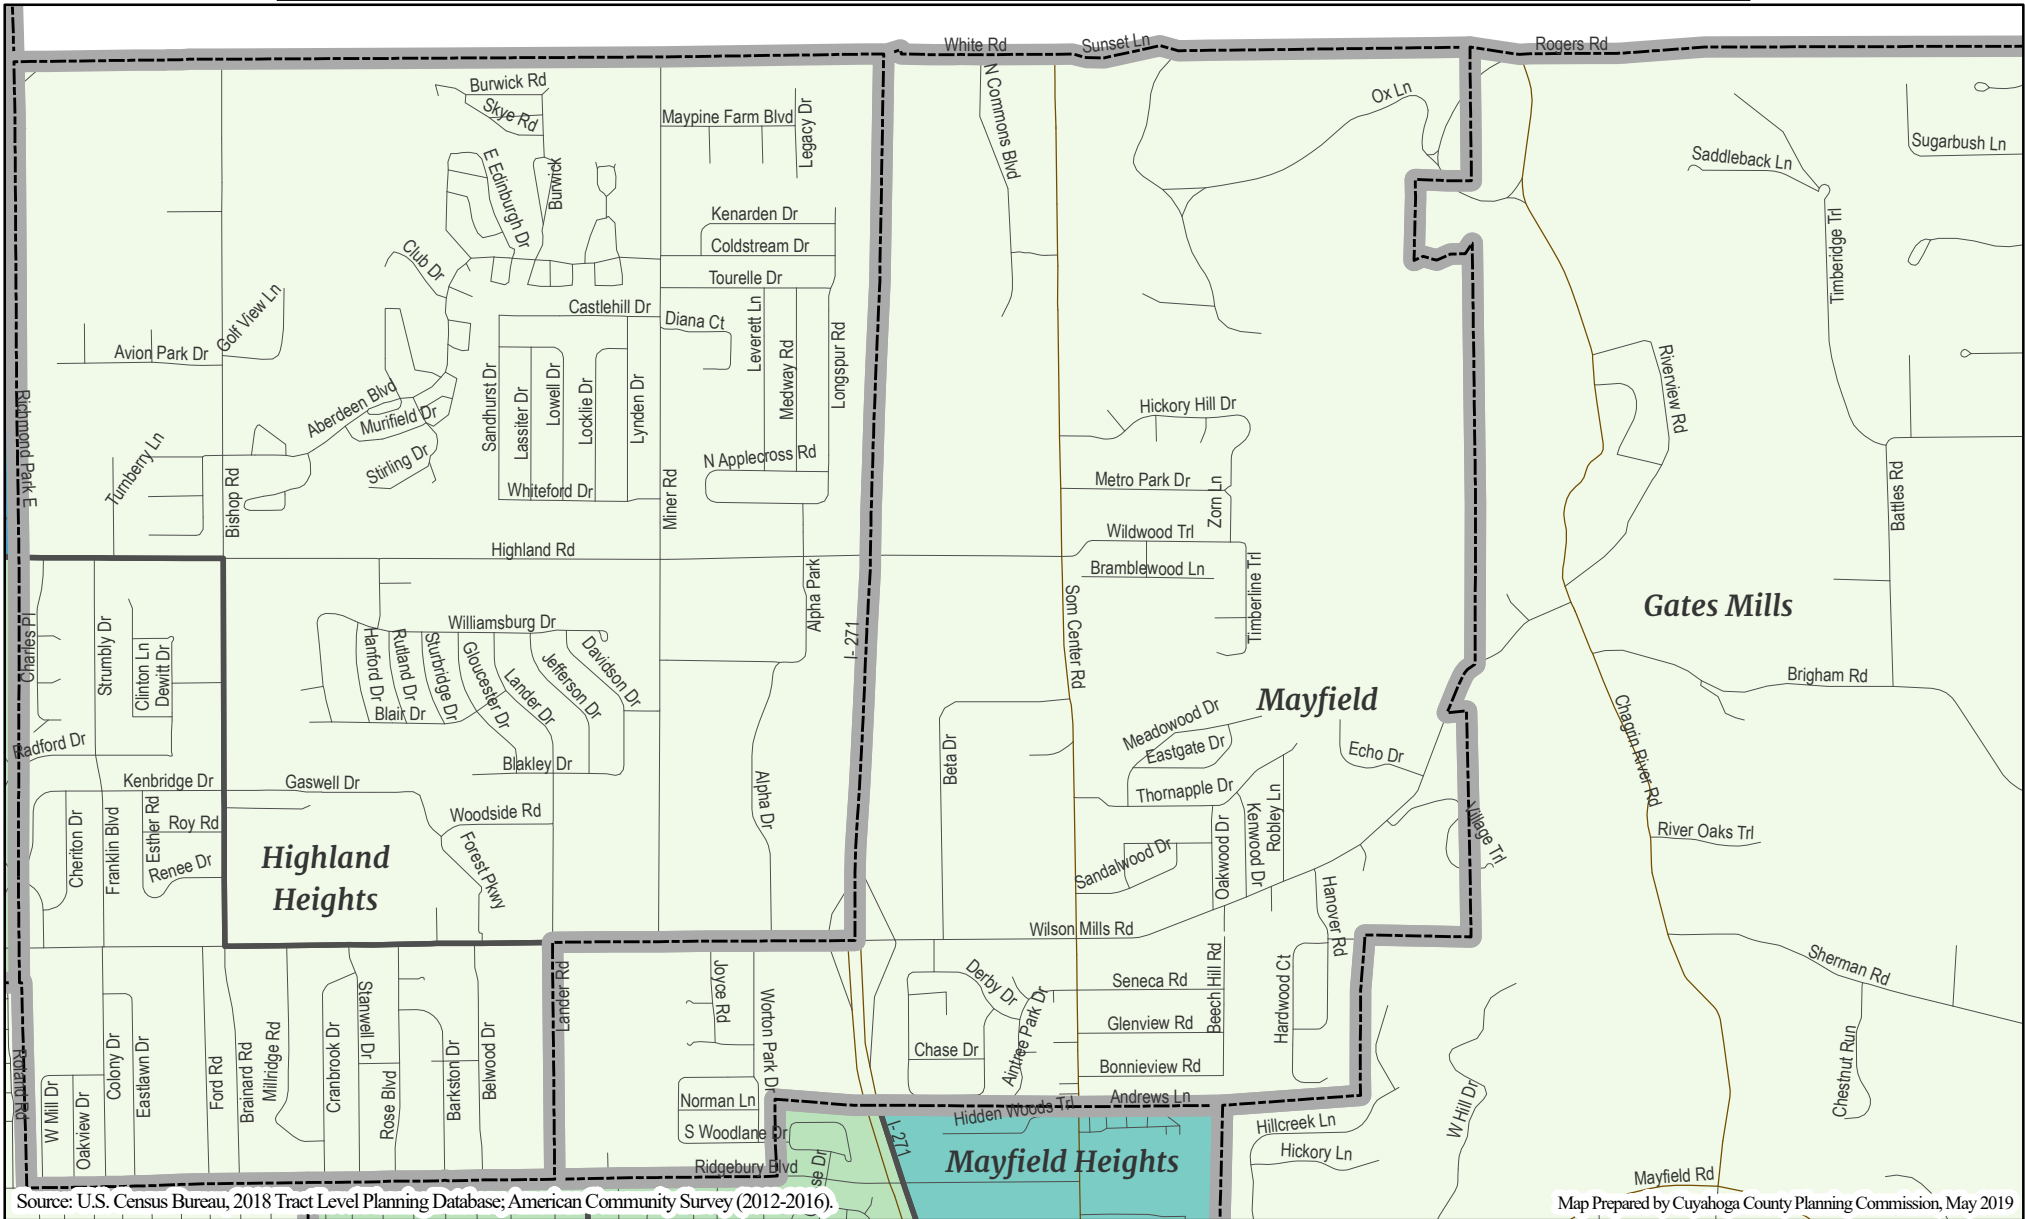 White Rd
Sunset Ln
Rogers Rd
Burwick Rd
Skye Rd
Maypine Farm Blvd
Legacy Dr
N Commons Blvd
Ox Ln
Sugarbush Ln
Saddleback Ln
E Edinburgh Dr
Burwick
Kenarden Dr
Coldstream Dr
Tourelle Dr
Club Dr
Timberidge Trl
Golf View Ln
Castlehill Dr
Diana Ct
Leverett Ln
Medway Rd
Longspur Rd
Avion Park Dr
Richmond Park E
Aberdeen Blvd
Murifield Dr
Stirling Dr
Sandhurst Dr
Lassiter Dr
Lowell Dr
Locklie Dr
Lynden Dr
Riverview Rd
Hickory Hill Dr
Turnberry Ln
Bishop Rd
N Applecross Rd
Metro Park Dr
Zorn Ln
Battles Rd
Whiteford Dr
Miner Rd
Wildwood Trl
Highland Rd
Bramblewood Ln
Timberline Trl
Alpha Park
Som Center Rd
Gates Mills
Charles Pl
Strumbly Dr
Clinton Ln
Dewitt Dr
Williamsburg Dr
Hanford Dr
Rutland Dr
Sturbridge Dr
Gloucester Dr
Lander Dr
Jefferson Dr
Davidson Dr
I-271
Blair Dr
Brigham Rd
Mayfield
Radford Dr
Blakley Dr
Beta Dr
Meadowood Dr
Eastgate Dr
Echo Dr
Chagrin River Rd
Kenbridge Dr
Gaswell Dr
Alpha Dr
Thornapple Dr
Cheriton Dr
Franklin Blvd
Esther Rd
Roy Rd
Renee Dr
Woodside Rd
Forest Pkwy
Kenwood Dr
Robley Ln
Oakwood Dr
Sandalwood Dr
Village Trl
River Oaks Trl
Highland
Heights
Hanover Rd
Wilson Mills Rd
Lander Rd
Joyce Rd
Worton Park Dr
Derby Dr
Aintree Park Dr
Seneca Rd
Beech Hill Rd
Hardwood Ct
Sherman Rd
Glenview Rd
Chase Dr
Bonnieview Rd
Roland Rd
W Mill Dr
Oakview Dr
Colony Dr
Eastlawn Dr
Ford Rd
Brainard Rd
Millridge Rd
Cranbrook Dr
Stanwell Dr
Rose Blvd
Barkston Dr
Belwood Dr
Norman Ln
S Woodlane Dr
Hidden Woods Trl
Andrews Ln
I-271
Hillcreek Ln
Hickory Ln
W Hill Dr
Chestnut Run
Mayfield Heights
Ridgebury Blvd
se Dr
Mayfield Rd
Source: U.S. Census Bureau, 2018 Tract Level Planning Database; American Community Survey (2012-2016).
Map Prepared by Cuyahoga County Planning Commission, May 2019